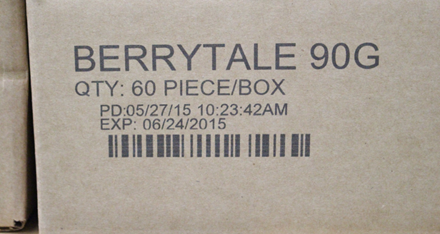 BERRYTALE 90G
QTY: 60 PIECE/BOX
PD:05/27/15 10:23:42AM
EXP: 06/24/2015